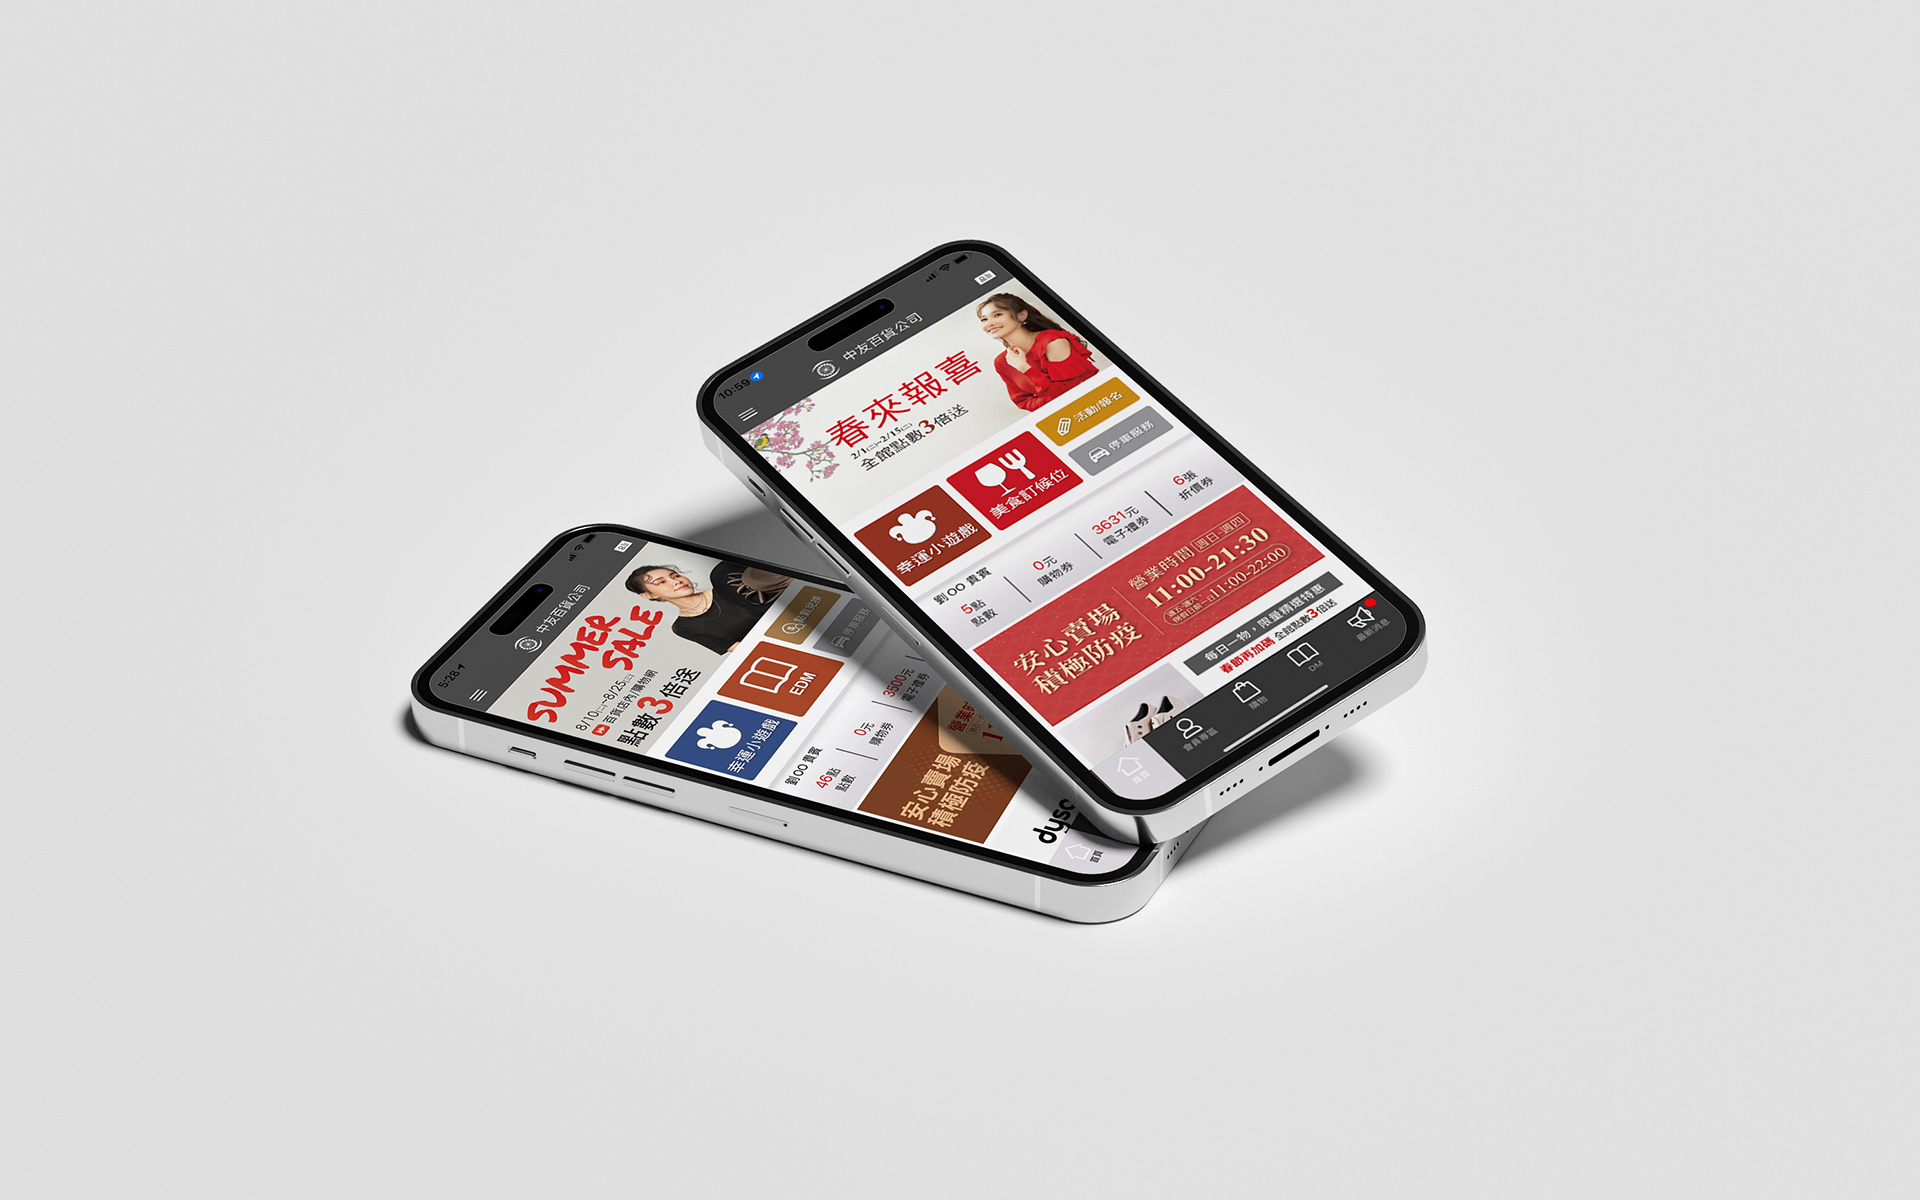 10:59
中友百貨公司
春來報喜
2/1(二)~2/15(二)
全館點數3倍送
幸運小遊戲
美食訂候位
活動/報名
停車服務
劉OO 貴賓
5點
點數
0元
購物券
3631元
電子禮券
6張
折價券
安心賣場
積極防疫
營業時間 週日-週四
11:00-21:30
11:00-22:00
每日一物，限量精選特惠
春節再加碼 全館點數3倍送
首頁
會員專區
購物
DM
最新消息
5:28
中友百貨公司
SUMMER
SALE
8/10(二)~8/25(三)
百貨店內/購物網
點數3倍送
幸運小遊戲
EDM
點數兌換
停車服務
劉OO 貴賓
46點
點數
0元
購物券
3500元
電子禮券
安心賣場
積極防疫
首頁